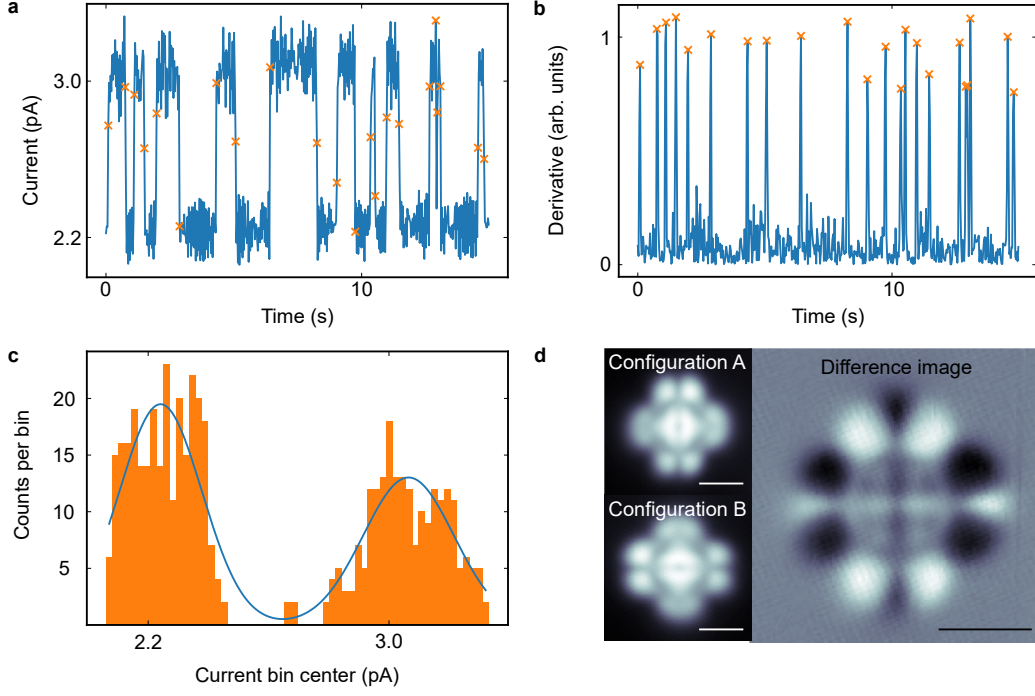 a
3.0
2.2
Current (pA)
0
10
Time (s)
b
1
0
Derivative (arb. units)
0
10
Time (s)
c
20
15
10
5
Counts per bin
2.2
3.0
Current bin center (pA)
d
Configuration A
Configuration B
Difference image